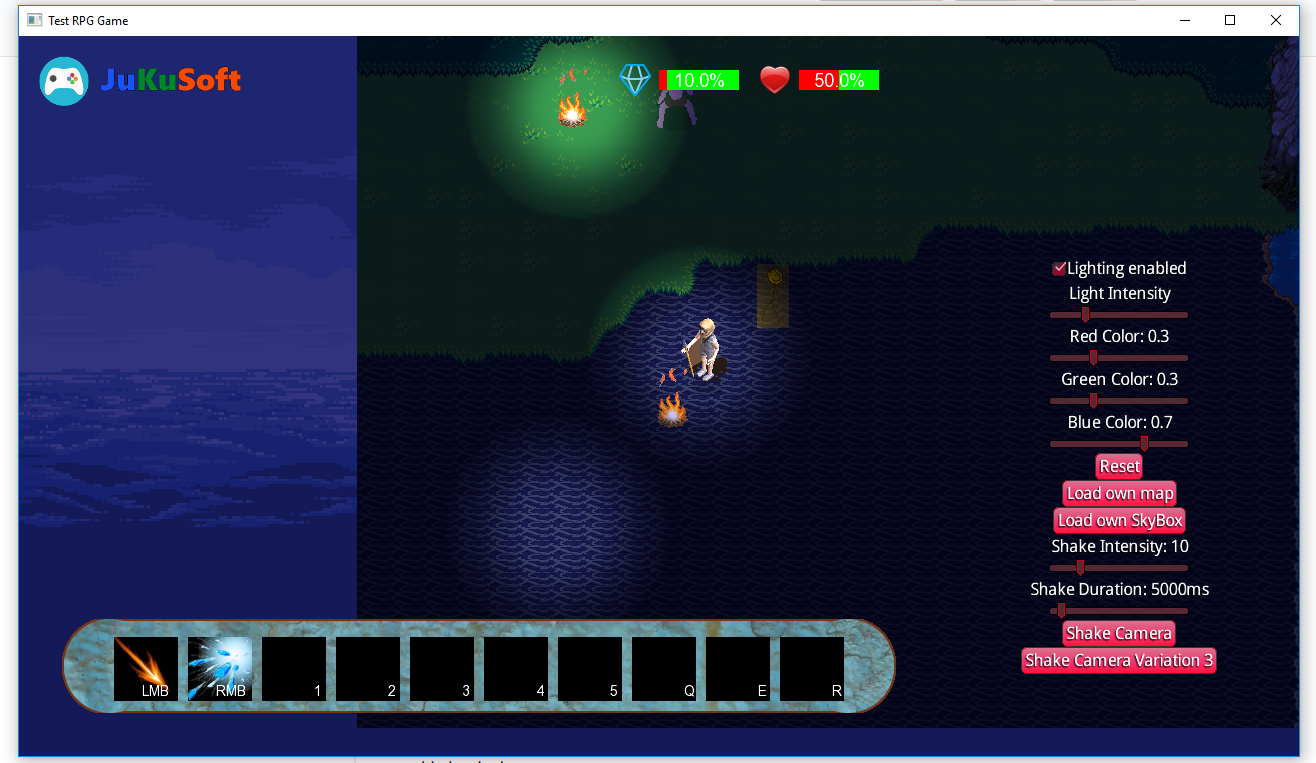 Test RPG Game
JuKuSoft
10.0% 50.0%
Lighting enabled
Light Intensity
Red Color: 0.3
Green Color: 0.3
Blue Color: 0.7
Reset
Load own map
Load own SkyBox
Shake Intensity: 10
Shake Duration: 5000ms
Shake Camera
Shake Camera Variation 3
LMB RMB 1 2 3 4 5 Q E R